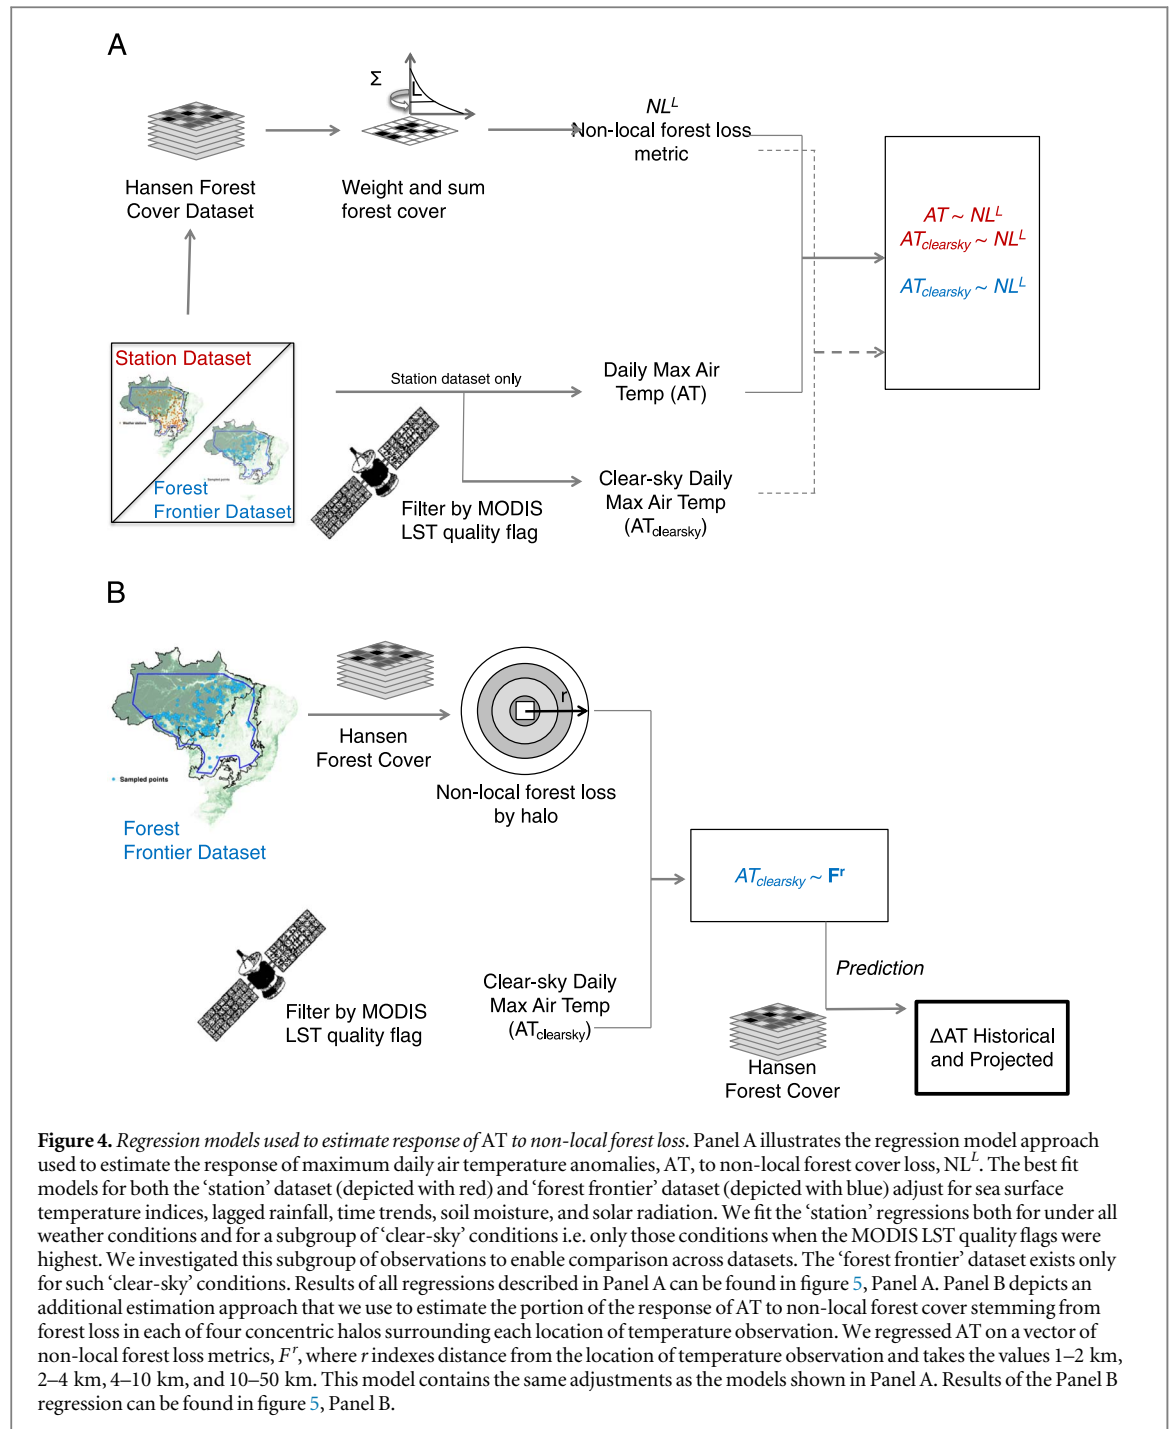 A
Σ
L
NL^L
Non-local forest loss
metric
Hansen Forest
Cover Dataset
Weight and sum
forest cover
AT ~ NL^L
AT_clearsky ~ NL^L
AT_clearsky ~ NL^L
Station Dataset
Weather stations
Sampled points
Forest
Frontier Dataset
Station dataset only
Daily Max Air
Temp (AT)
Filter by MODIS
LST quality flag
Clear-sky Daily
Max Air Temp
(AT_clearsky)
B
Sampled points
Forest
Frontier Dataset
Hansen
Forest Cover
r
Non-local forest loss
by halo
AT_clearsky ~ F^r
Prediction
Filter by MODIS
LST quality flag
Clear-sky Daily
Max Air Temp
(AT_clearsky)
Hansen
Forest Cover
ΔAT Historical
and Projected
Figure 4. Regression models used to estimate response of AT to non-local forest loss. Panel A illustrates the regression model approach
used to estimate the response of maximum daily air temperature anomalies, AT, to non-local forest cover loss, NL^L. The best fit
models for both the ‘station’ dataset (depicted with red) and ‘forest frontier’ dataset (depicted with blue) adjust for sea surface
temperature indices, lagged rainfall, time trends, soil moisture, and solar radiation. We fit the ‘station’ regressions both for under all
weather conditions and for a subgroup of ‘clear-sky’ conditions i.e. only those conditions when the MODIS LST quality flags were
highest. We investigated this subgroup of observations to enable comparison across datasets. The ‘forest frontier’ dataset exists only
for such ‘clear-sky’ conditions. Results of all regressions described in Panel A can be found in figure 5, Panel A. Panel B depicts an
additional estimation approach that we use to estimate the portion of the response of AT to non-local forest cover stemming from
forest loss in each of four concentric halos surrounding each location of temperature observation. We regressed AT on a vector of
non-local forest loss metrics, F^r, where r indexes distance from the location of temperature observation and takes the values 1–2 km,
2–4 km, 4–10 km, and 10–50 km. This model contains the same adjustments as the models shown in Panel A. Results of the Panel B
regression can be found in figure 5, Panel B.